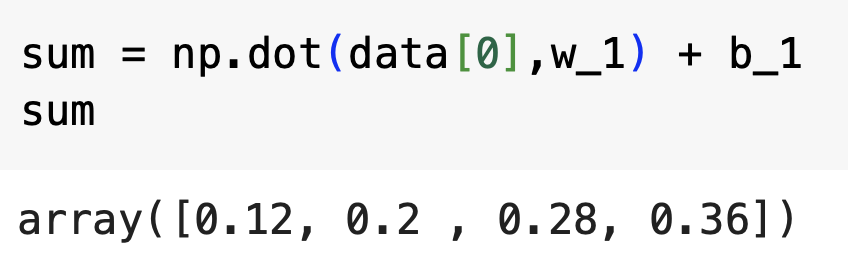 sum = np.dot(data[0],w_1) + b_1
sum
array([0.12, 0.2 , 0.28, 0.36])